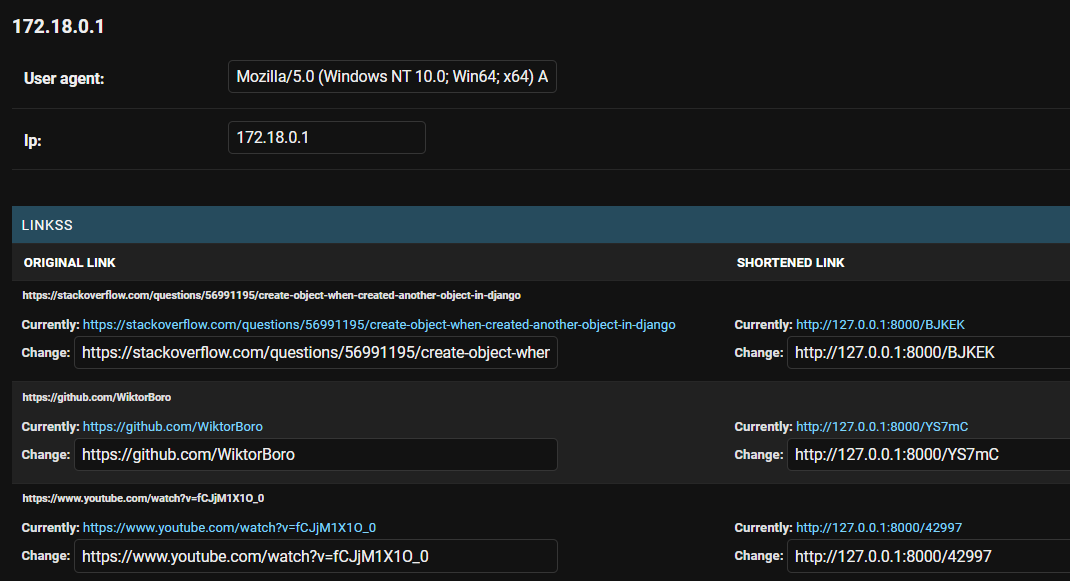 172.18.0.1
User agent: Mozilla/5.0 (Windows NT 10.0; Win64; x64) A
Ip: 172.18.0.1
LINKSS
ORIGINAL LINK SHORTENED LINK
https://stackoverflow.com/questions/56991195/create-object-when-created-another-object-in-django
Currently: https://stackoverflow.com/questions/56991195/create-object-when-created-another-object-in-django Currently: http://127.0.0.1:8000/BJKEK
Change: https://stackoverflow.com/questions/56991195/create-object-wher Change: http://127.0.0.1:8000/BJKEK
https://github.com/WiktorBoro
Currently: https://github.com/WiktorBoro Currently: http://127.0.0.1:8000/YS7mC
Change: https://github.com/WiktorBoro Change: http://127.0.0.1:8000/YS7mC
https://www.youtube.com/watch?v=fCJjM1X1O_0
Currently: https://www.youtube.com/watch?v=fCJjM1X1O_0 Currently: http://127.0.0.1:8000/42997
Change: https://www.youtube.com/watch?v=fCJjM1X1O_0 Change: http://127.0.0.1:8000/42997